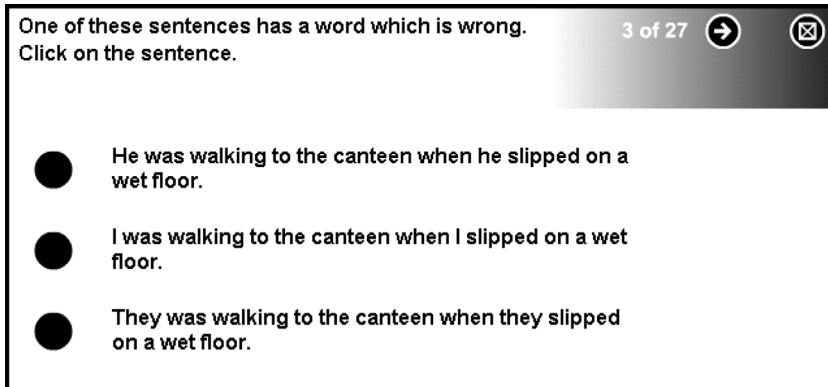 One of these sentences has a word which is wrong.
Click on the sentence.
3 of 27
He was walking to the canteen when he slipped on a
wet floor.
I was walking to the canteen when I slipped on a wet
floor.
They was walking to the canteen when they slipped
on a wet floor.